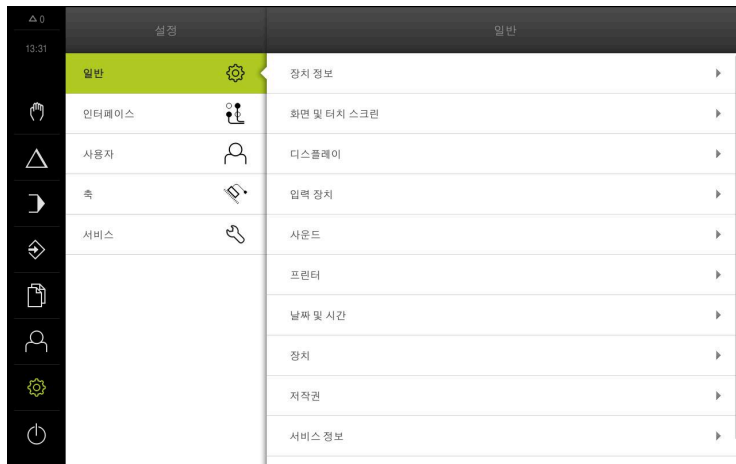 0
13:31
설정
일반
일반
인터페이스
사용자
축
서비스
장치 정보
화면 및 터치 스크린
디스플레이
입력 장치
사운드
프린터
날짜 및 시간
장치
저작권
서비스 정보